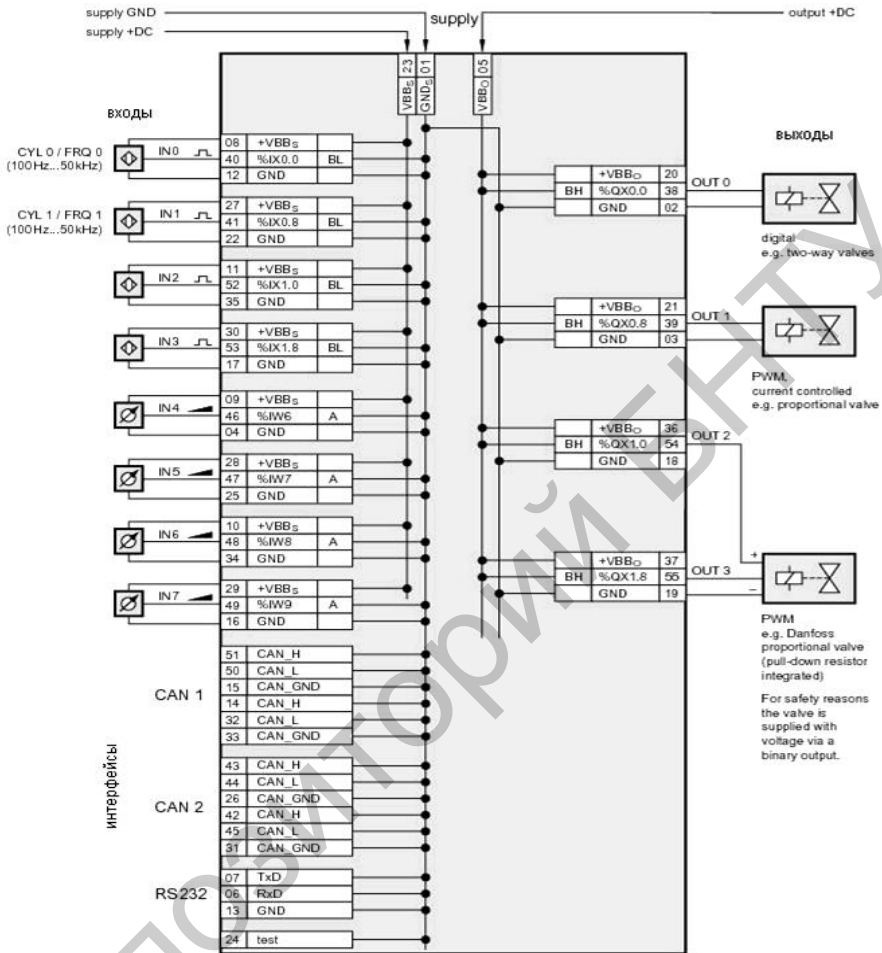 supply GND
supply +DC
supply
output +DC
VBBS 23
GNDS 01
VBBO 05
входы
выходы
CYL 0 / FRQ 0
(100Hz...50kHz)
IN0
08 +VBBS
40 %IX0.0 BL
12 GND
CYL 1 / FRQ 1
(100Hz...50kHz)
IN1
27 +VBBS
41 %IX0.8 BL
22 GND
IN2
11 +VBBS
52 %IX1.0 BL
35 GND
IN3
30 +VBBS
53 %IX1.8 BL
17 GND
IN4
09 +VBBS
46 %IW6 A
04 GND
IN5
28 +VBBS
47 %IW7 A
25 GND
IN6
10 +VBBS
48 %IW8 A
34 GND
IN7
29 +VBBS
49 %IW9 A
16 GND
интерфейсы
CAN 1
51 CAN_H
50 CAN_L
15 CAN_GND
14 CAN_H
32 CAN_L
33 CAN_GND
CAN 2
43 CAN_H
44 CAN_L
26 CAN_GND
42 CAN_H
45 CAN_L
31 CAN_GND
RS232
07 TxD
06 RxD
13 GND
24 test
+VBBO 20
BH %QX0.0 38
GND 02
OUT 0
digital
e.g. two-way valves
+VBBO 21
BH %QX0.8 39
GND 03
OUT 1
PWM,
current controlled
e.g. proportional valve
+VBBO 36
BH %QX1.0 54
GND 18
OUT 2
+VBBO 37
BH %QX1.8 55
GND 19
OUT 3
+
–
PWM
e.g. Danfoss
proportional valve
(pull-down resistor
integrated)
For safety reasons
the valve is
supplied with
voltage via a
binary output.
позиторий БНТУ